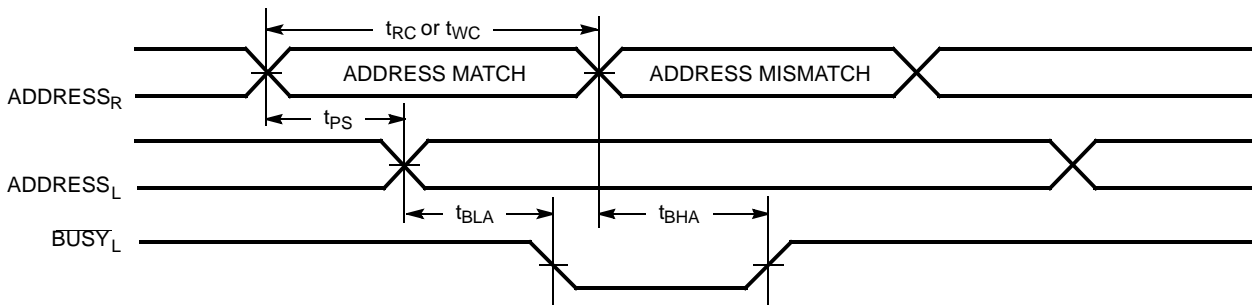 tRC or tWC
ADDRESS MATCH
ADDRESS MISMATCH
ADDRESSR
tPS
ADDRESSL
tBLA
tBHA
BUSYL